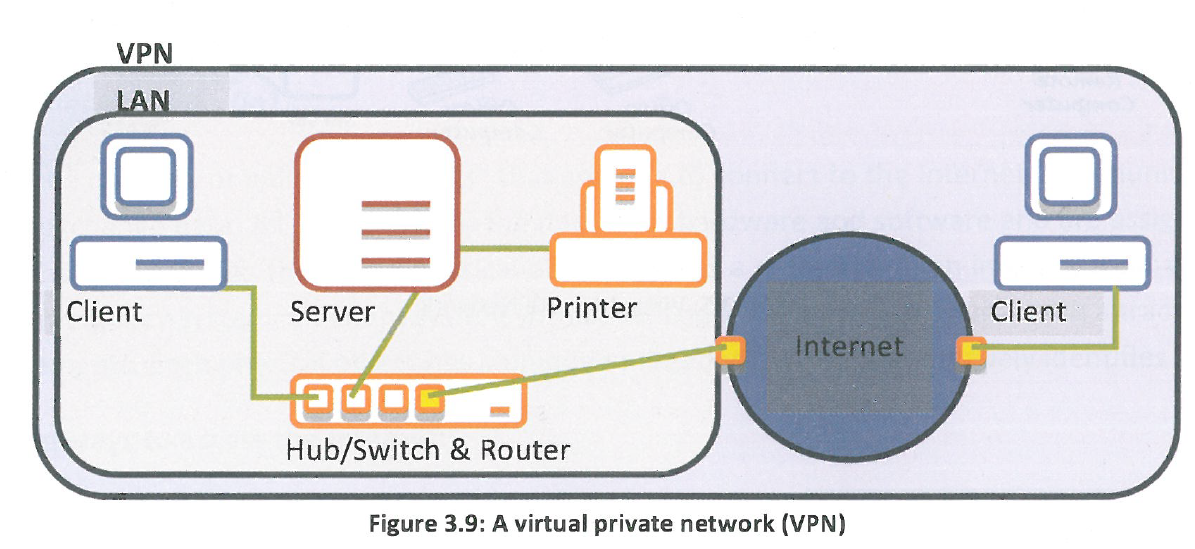 VPN
LAN
Client
Server
Printer
Client
Internet
Hub/Switch & Router
Figure 3.9: A virtual private network (VPN)